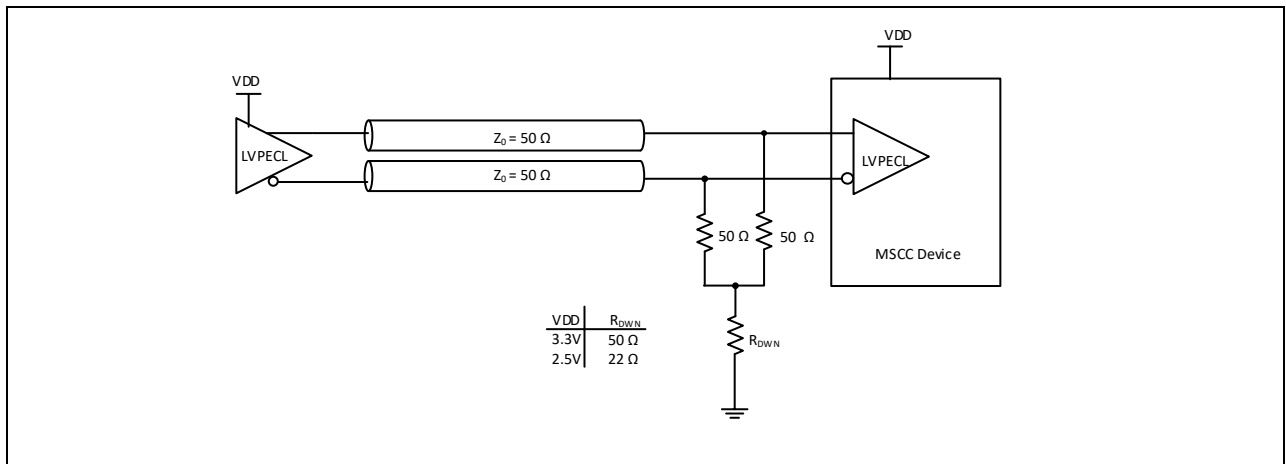 VDD
VDD
LVPECL
Z0 = 50 Ω
Z0 = 50 Ω
LVPECL
50 Ω
50 Ω
MSCC Device
VDD RDWN
3.3V 50 Ω
2.5V 22 Ω
RDWN